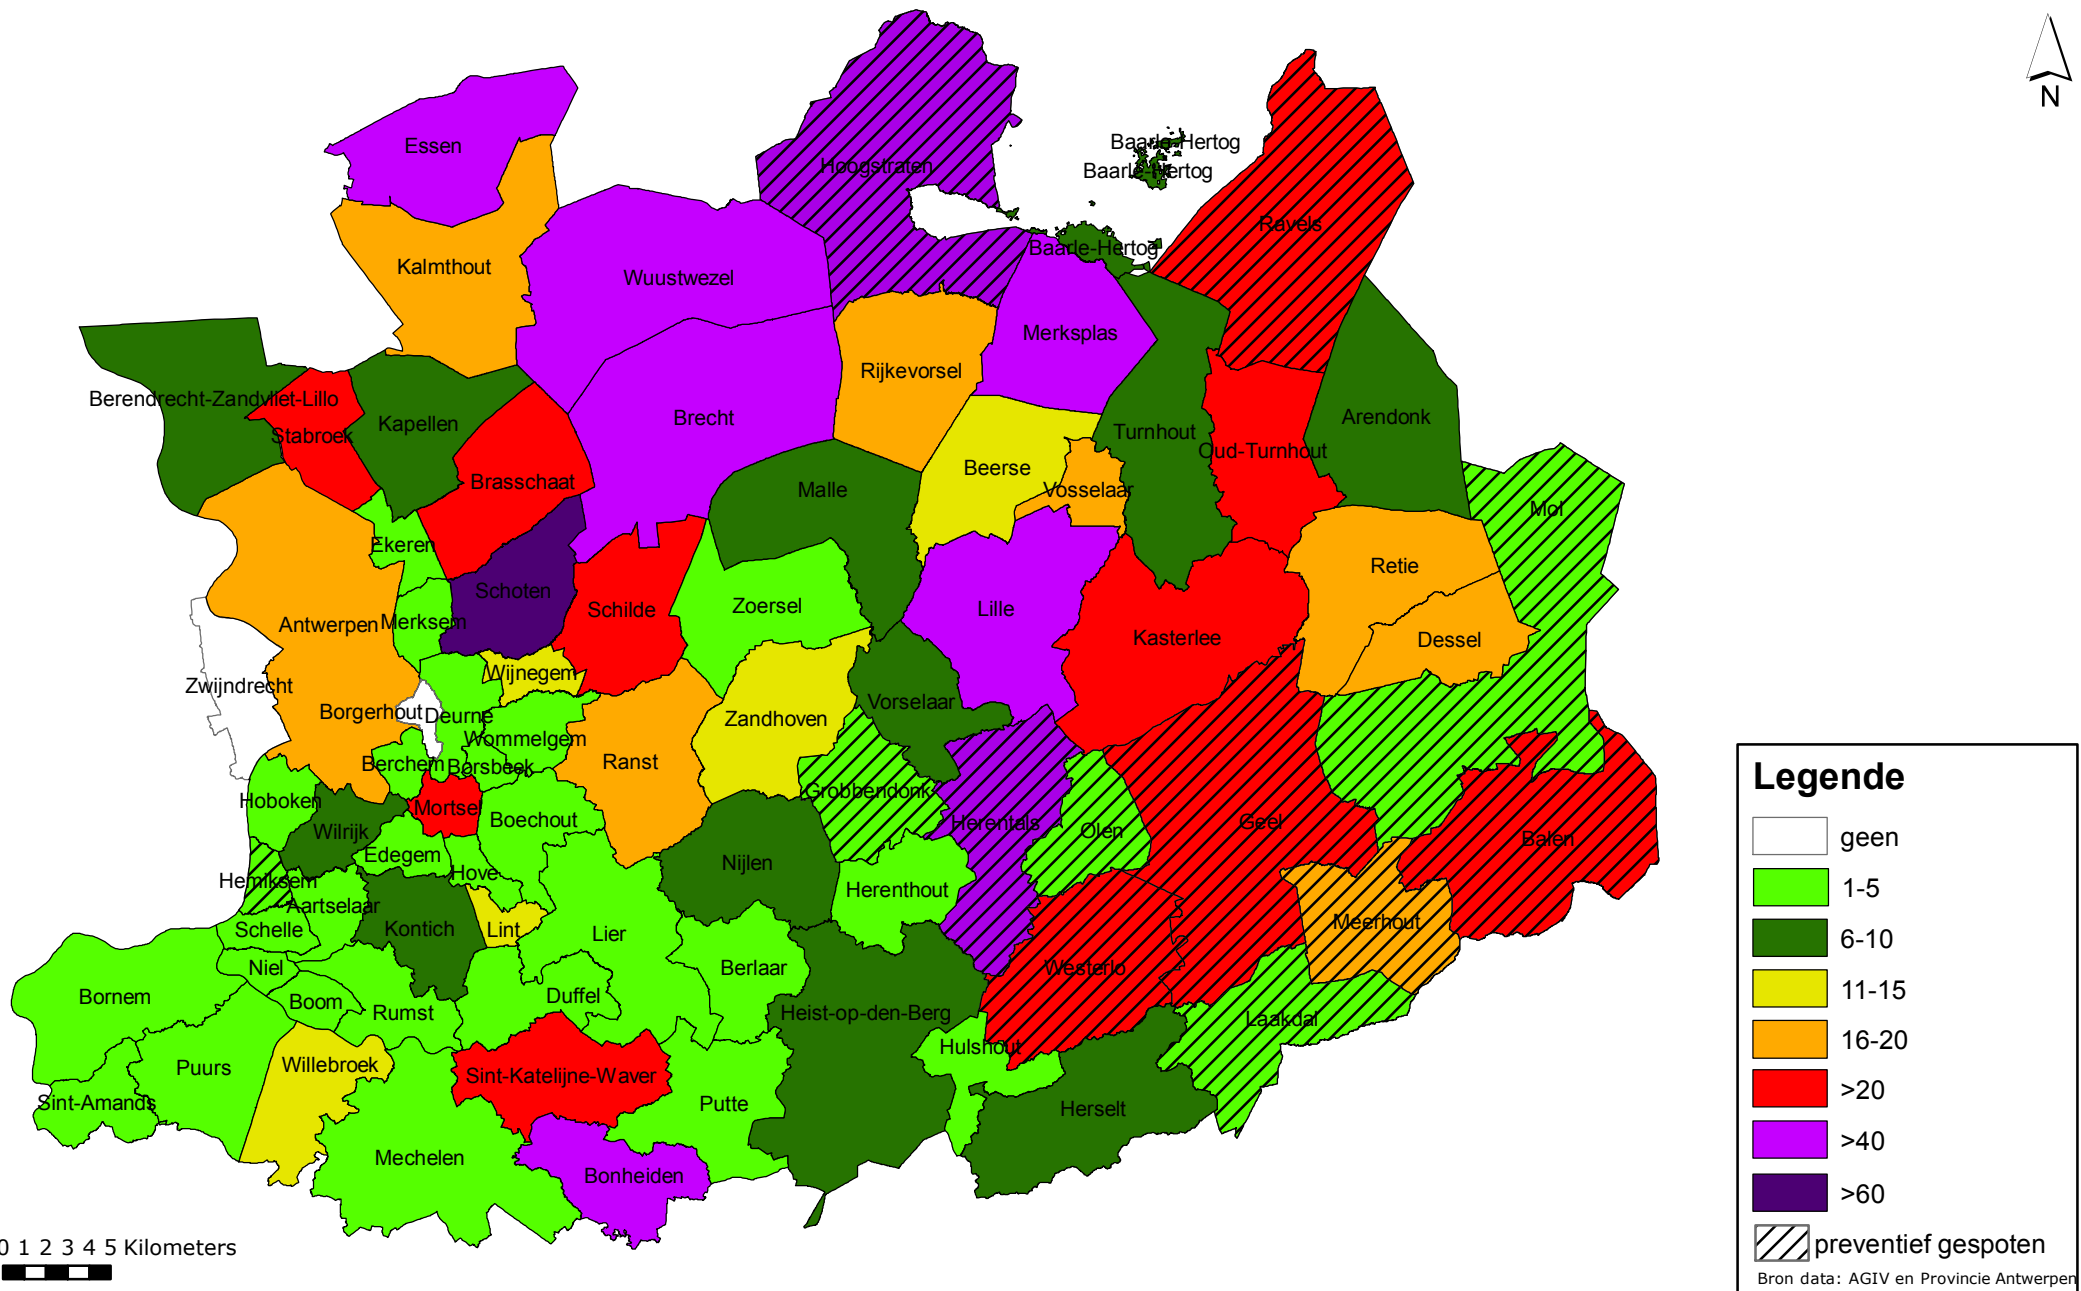 N
Essen
Hoogstraten
Baarle-Hertog
Baarle-Hertog
Ravels
Baarle-Hertog
Kalmthout
Wuustwezel
Merksplas
Rijkevorsel
Berendrecht-Zandvliet-Lillo
Stabroek
Kapellen
Brecht
Turnhout
Arendonk
Oud-Turnhout
Brasschaat
Malle
Beerse
Vosselaar
Mol
Ekeren
Retie
Schoten
Schilde
Zoersel
Lille
Antwerpen
Merksem
Kasterlee
Dessel
Wijnegem
Zwijndrecht
Borgerhout
Deurne
Vorselaar
Zandhoven
Wommelgem
Ranst
Berchem
Borsbeek
Grobbendonk
Hoboken
Mortsel
Boechout
Wilrijk
Herentals
Olen
Geel
Balen
Edegem
Hove
Nijlen
Herenthout
Hemiksem
Aartselaar
Schelle
Kontich
Lint
Lier
Meerhout
Niel
Berlaar
Westerlo
Bornem
Boom
Duffel
Rumst
Heist-op-den-Berg
Laakdal
Hulshout
Puurs
Willebroek
Sint-Katelijne-Waver
Sint-Amands
Putte
Herselt
Mechelen
Bonheiden
0 1 2 3 4 5 Kilometers
Legende
geen
1-5
6-10
11-15
16-20
>20
>40
>60
preventief gespoten
Bron data: AGIV en Provincie Antwerpen